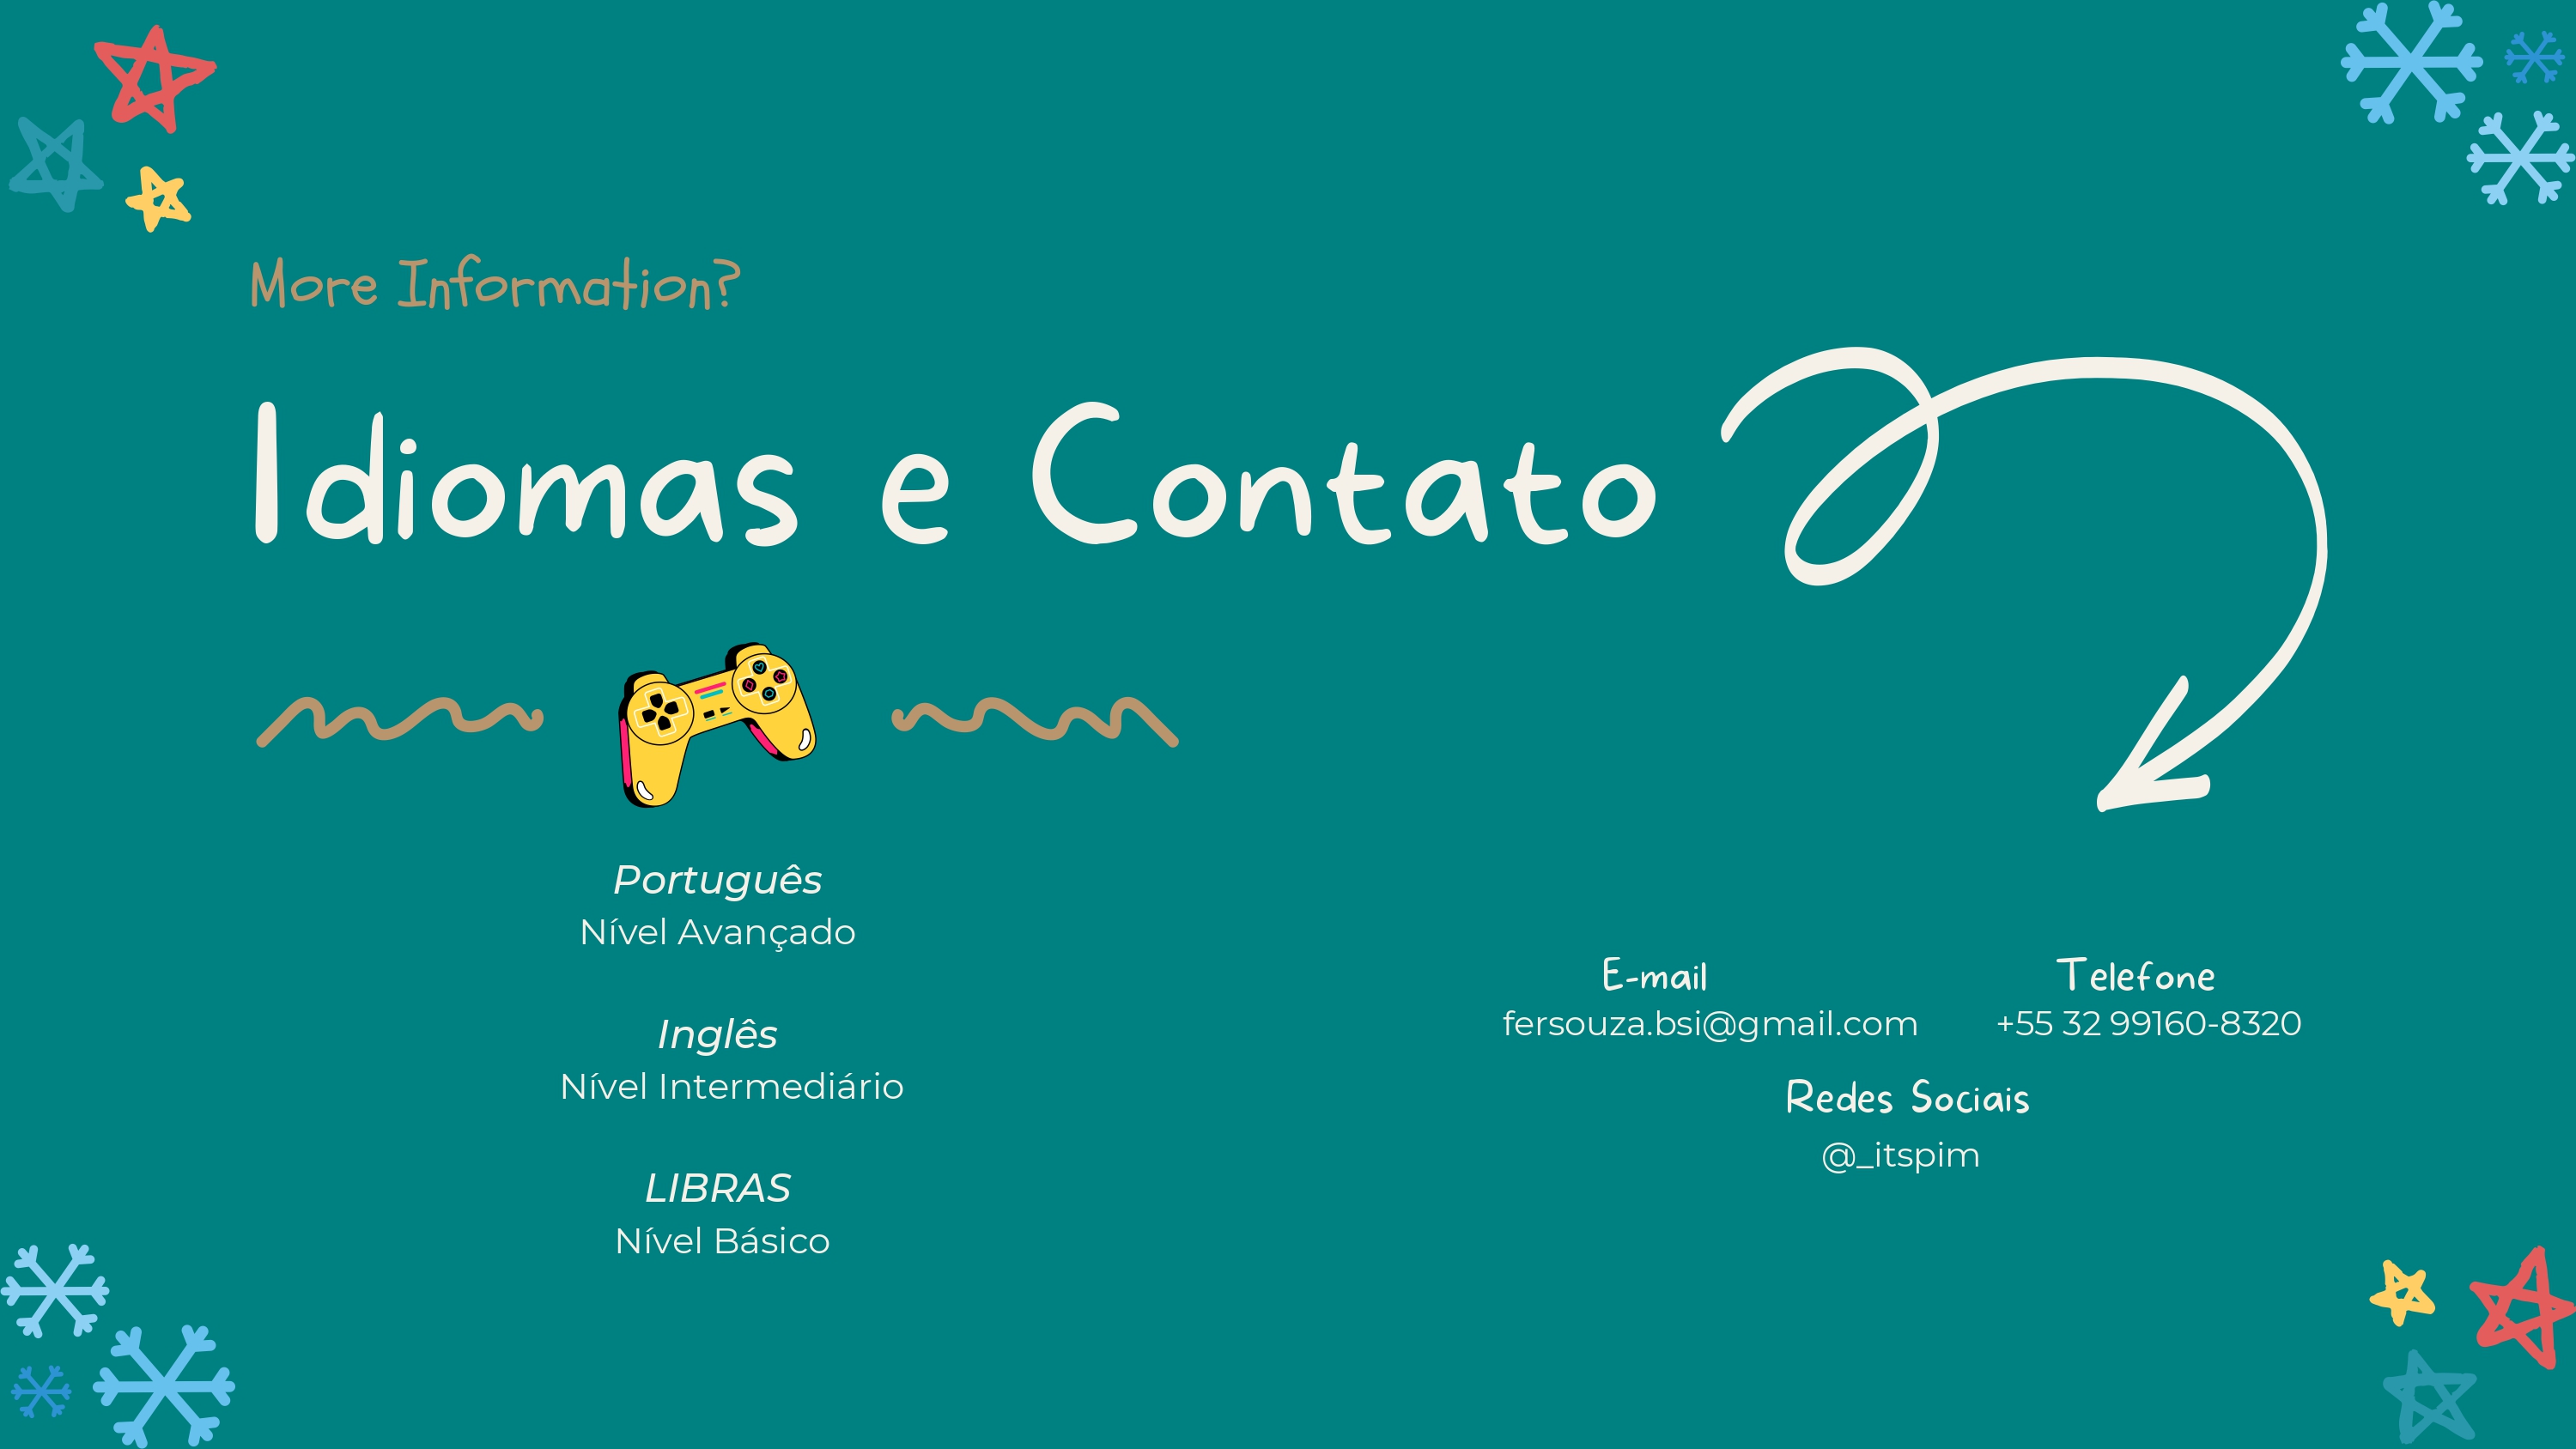 More Information?
Idiomas e Contato
Português
Nível Avançado
Inglês
Nível Intermediário
LIBRAS
Nível Básico
E-mail
fersouza.bsi@gmail.com
Telefone
+55 32 99160-8320
Redes Sociais
@_itspim